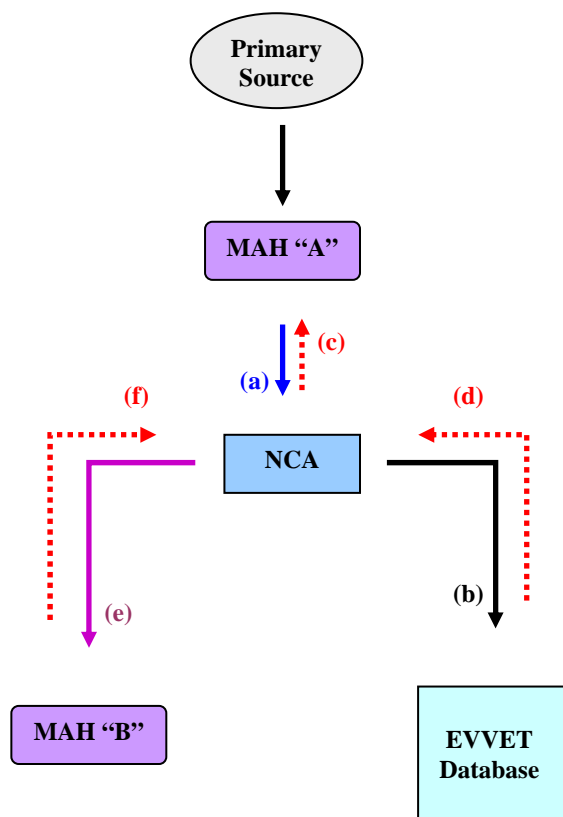 Primary
Source
MAH “A”
(c)
(a)
(f)
(d)
NCA
(b)
(e)
MAH “B”
EVVET
Database